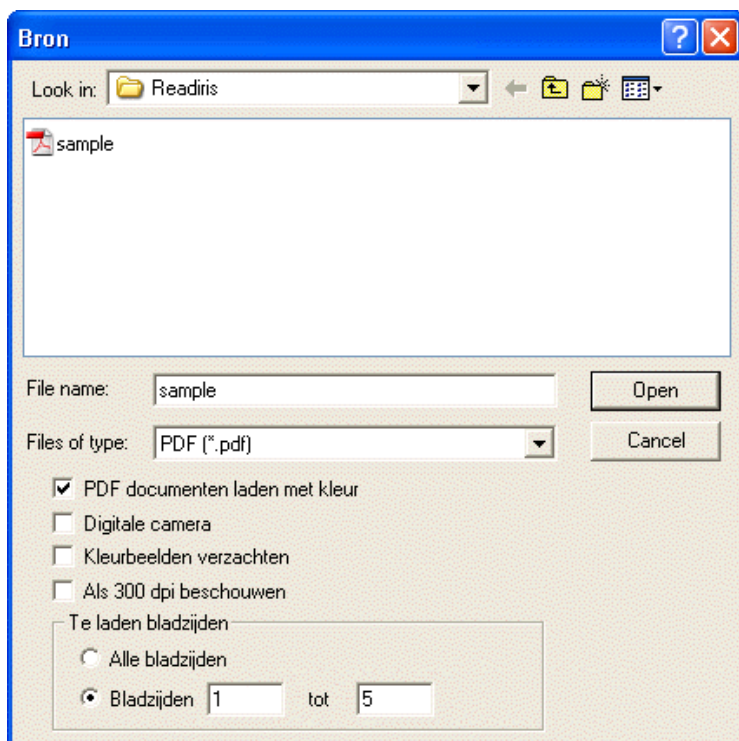 Bron
Look in: Readiris
sample
File name: sample Open
Files of type: PDF (*.pdf) Cancel
PDF documenten laden met kleur
Digitale camera
Kleurbeelden verzachten
Als 300 dpi beschouwen
Te laden bladzijden
Alle bladzijden
Bladzijden 1 tot 5